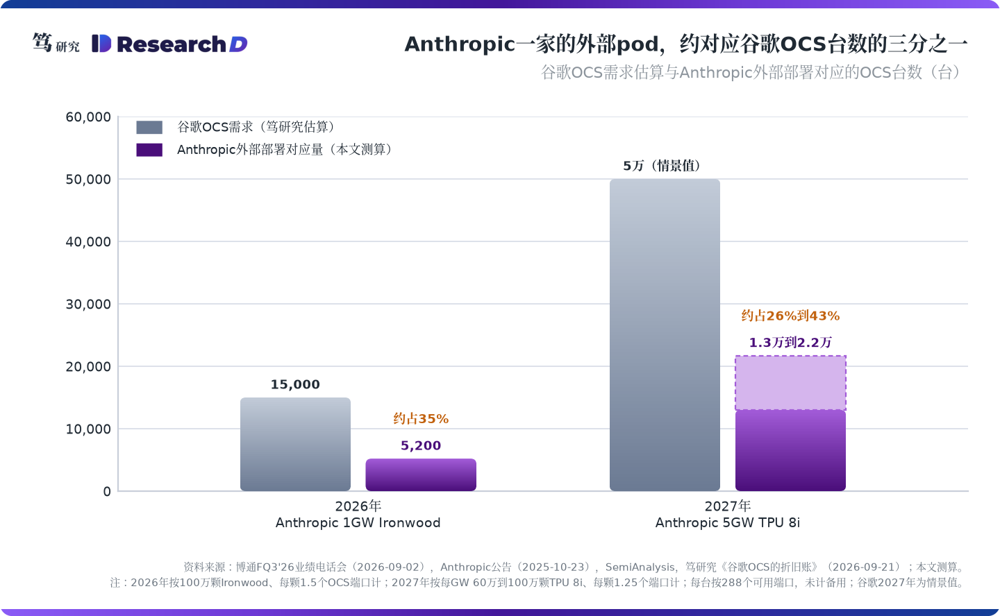 笃 研究 ResearchD
Anthropic一家的外部pod，约对应谷歌OCS台数的三分之一
谷歌OCS需求估算与Anthropic外部部署对应的OCS台数（台）
谷歌OCS需求（笃研究估算）
Anthropic外部部署对应量（本文测算）
60,000
50,000
40,000
30,000
20,000
10,000
0
15,000
约占35%
5,200
5万（情景值）
约占26%到43%
1.3万到2.2万
2026年
Anthropic 1GW Ironwood
2027年
Anthropic 5GW TPU 8i
资料来源：博通FQ3'26业绩电话会（2026-09-02），Anthropic公告（2025-10-23），SemiAnalysis，笃研究《谷歌OCS的折旧账》（2026-09-21）；本文测算。
注：2026年按100万颗Ironwood、每颗1.5个OCS端口计；2027年按每GW 60万到100万颗TPU 8i、每颗1.25个端口计；每台按288个可用端口，未计备用；谷歌2027年为情景值。